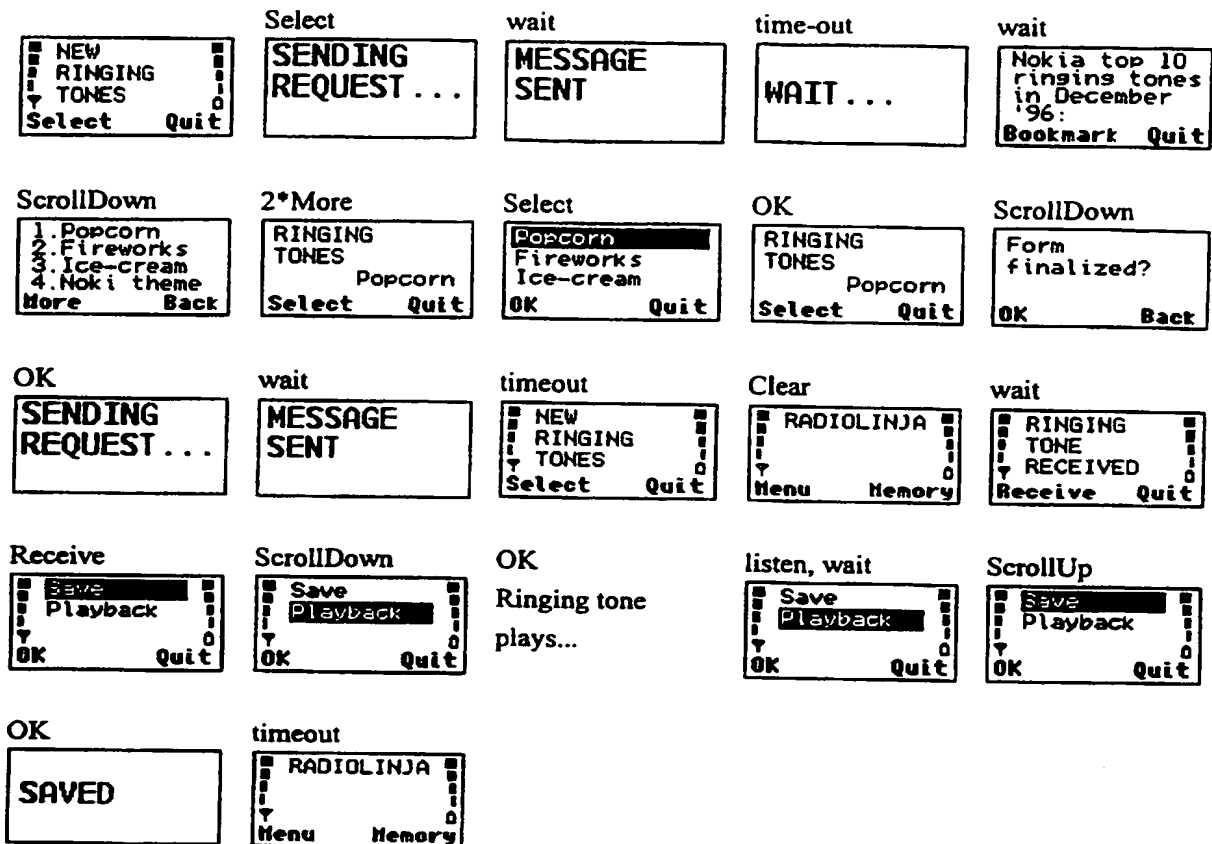 NEW
RINGING
TONES
Select Quit
Select
SENDING
REQUEST...
wait
MESSAGE
SENT
time-out
WAIT...
wait
Nokia top 10
ringing tones
in December
'96:
Bookmark Quit
ScrollDown
1.Popcorn
2.Fireworks
3.Ice-cream
4.Noki theme
More Back
2*More
RINGING
TONES
Popcorn
Select Quit
Select
Popcorn
Fireworks
Ice-cream
OK Quit
OK
RINGING
TONES
Popcorn
Select Quit
ScrollDown
Form
finalized?
OK Back
OK
SENDING
REQUEST...
wait
MESSAGE
SENT
timeout
NEW
RINGING
TONES
Select Quit
Clear
RADIOLINJA
Menu Memory
wait
RINGING
TONE
RECEIVED
Receive Quit
Receive
Save
Playback
OK Quit
ScrollDown
Save
Playback
OK Quit
OK
Ringing tone
plays...
listen, wait
Save
Playback
OK Quit
ScrollUp
Save
Playback
OK Quit
OK
SAVED
timeout
RADIOLINJA
Menu Memory